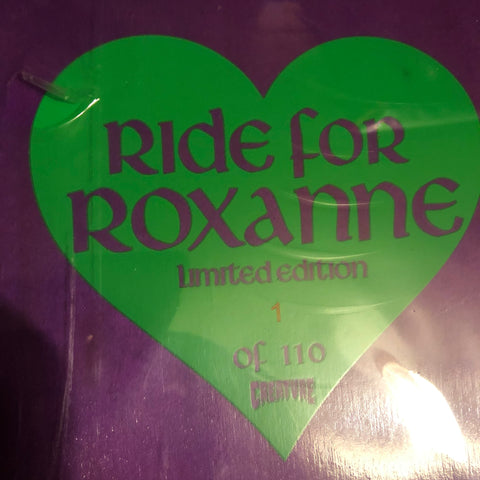 RIDE FOR
ROXANNE
Limited edition
1
of 110
CREATURE